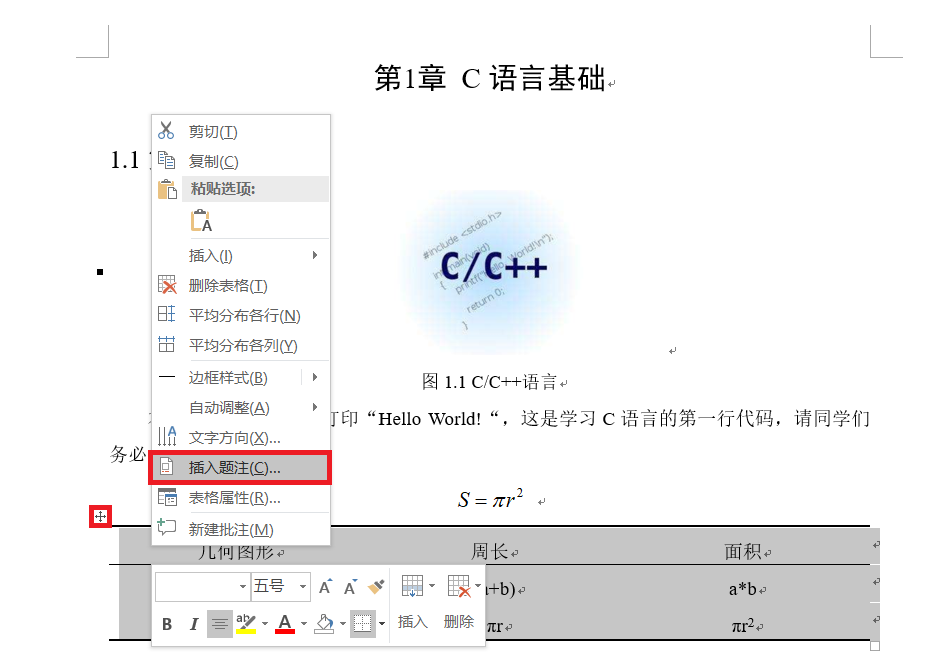 第1章 C 语言基础
剪切(T)
1.1
复制(C)
粘贴选项:
A
#include <stdio.h>
int main(void)
{ printf("Hello, World!\n");
return 0;
}
C/C++
插入(I)
删除表格(T)
平均分布各行(N)
平均分布各列(Y)
边框样式(B)
图 1.1 C/C++语言
自动调整(A)
打印“Hello World!“，这是学习 C 语言的第一行代码，请同学们
文字方向(X)...
务必
插入题注(C)...
S = πr2
表格属性(R)...
新建批注(M)
几何图形 周长 面积
五号 A A
+b) a*b
B I ab A 插入 删除
πr πr2